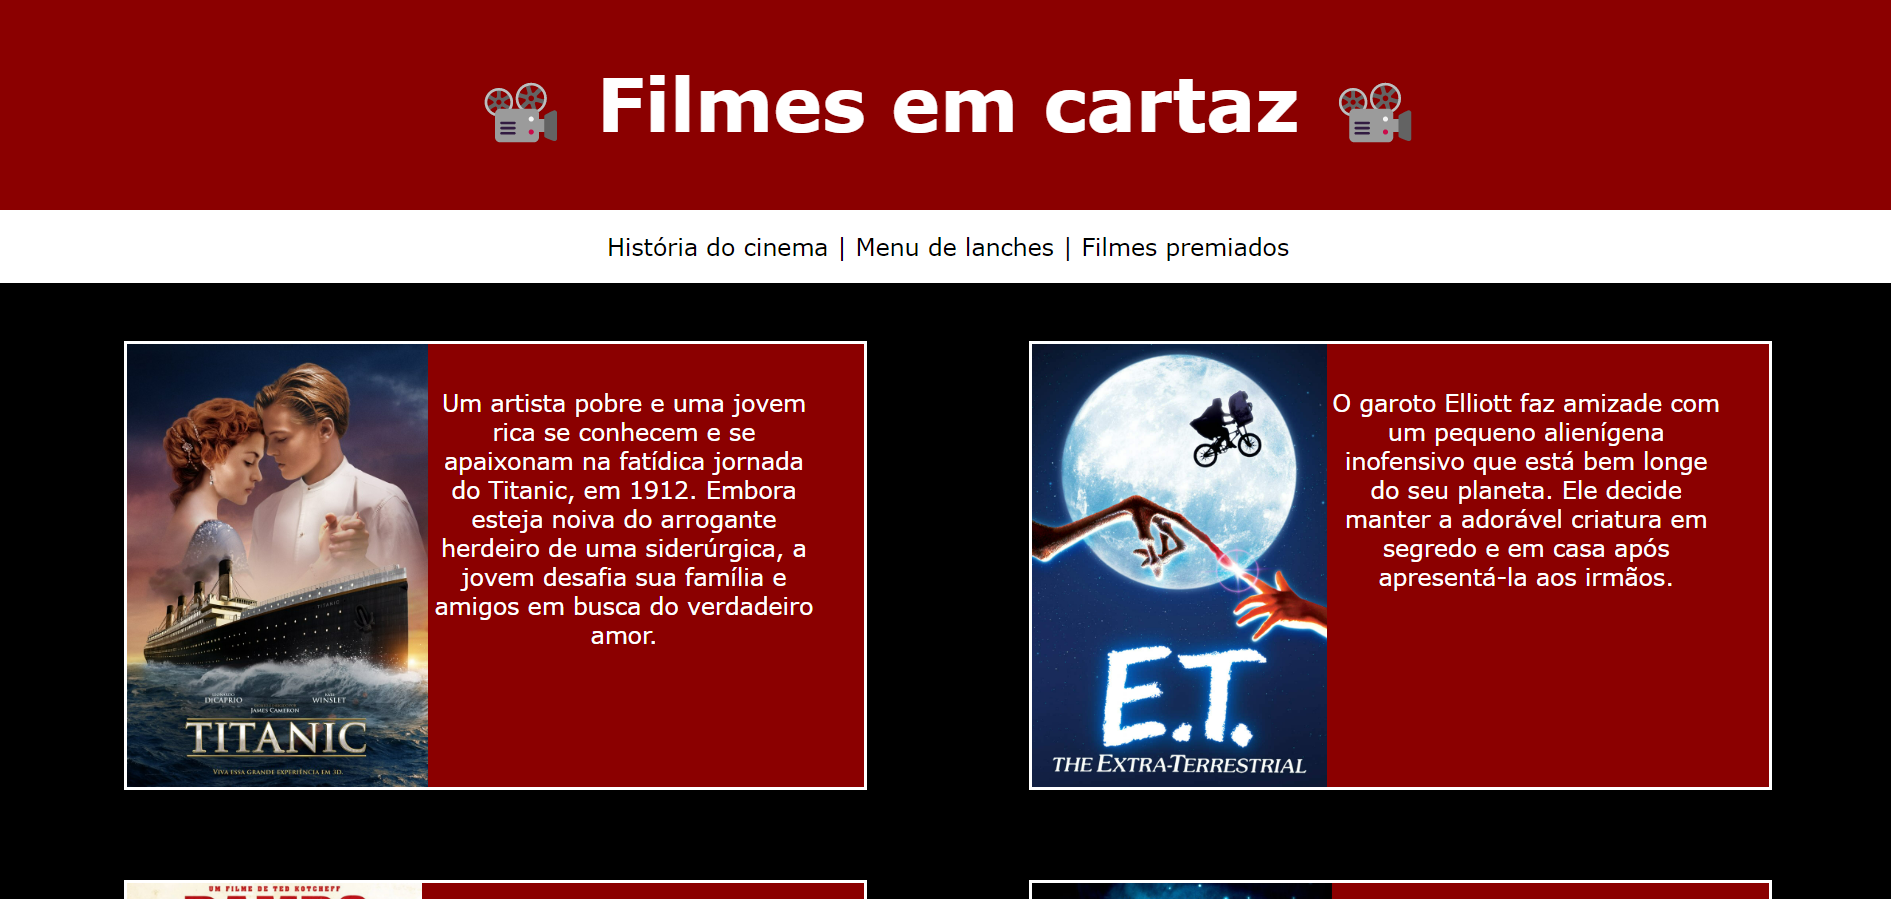 Filmes em cartaz
História do cinema | Menu de lanches | Filmes premiados
Um artista pobre e uma jovem
rica se conhecem e se
apaixonam na fatídica jornada
do Titanic, em 1912. Embora
esteja noiva do arrogante
herdeiro de uma siderúrgica, a
jovem desafia sua família e
amigos em busca do verdadeiro
amor.
TITANIC
DICAPRIO
WINSLET
JAMES CAMERON
TITANIC
VIVA ESSA GRANDE EXPERIÊNCIA EM 3D.
O garoto Elliott faz amizade com
um pequeno alienígena
inofensivo que está bem longe
do seu planeta. Ele decide
manter a adorável criatura em
segredo e em casa após
apresentá-la aos irmãos.
E.T.
THE EXTRA-TERRESTRIAL
UM FILME DE TED KOTCHEFF